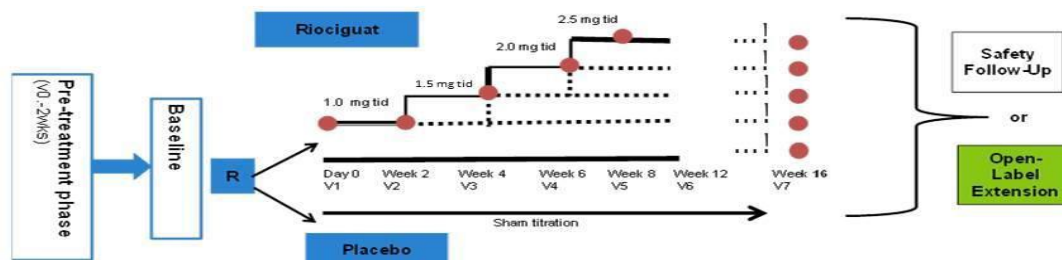 Pre-treatment phase
(V0.-2wks)
Baseline
R
Riociguat
1.0 mg tid
1.5 mg tid
2.0 mg tid
2.5 mg tid
Day 0 Week 2 Week 4 Week 6 Week 8 Week 12 Week 16
V1 V2 V3 V4 V5 V6 V7
Sham titration
Placebo
Safety
Follow-Up
or
Open-
Label
Extension